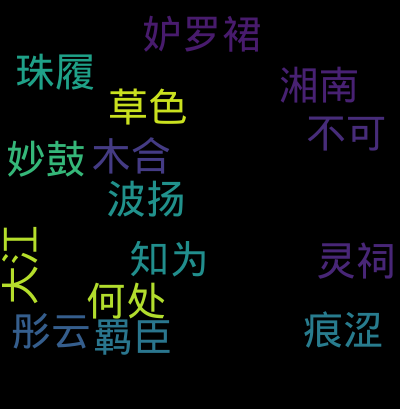 妒罗裙
珠履
湘南
草色
不可
妙鼓
木合
波扬
大江
知为
灵祠
何处
彤云
羁臣
痕涩